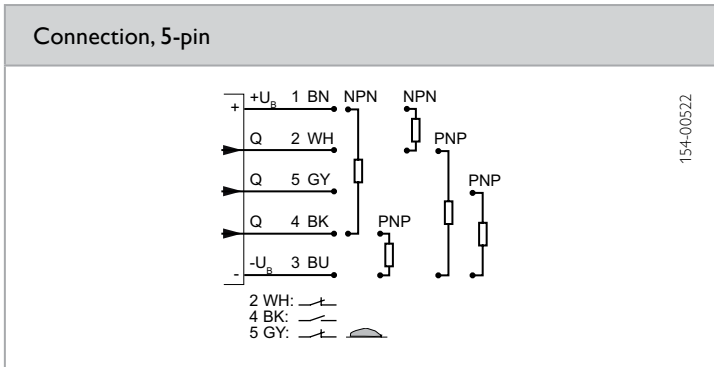 Connection, 5-pin
+U_B 1 BN NPN NPN
+
Q 2 WH PNP
Q 5 GY PNP
Q 4 BK PNP
-U_B 3 BU
-
2 WH:
4 BK:
5 GY:
154-00522